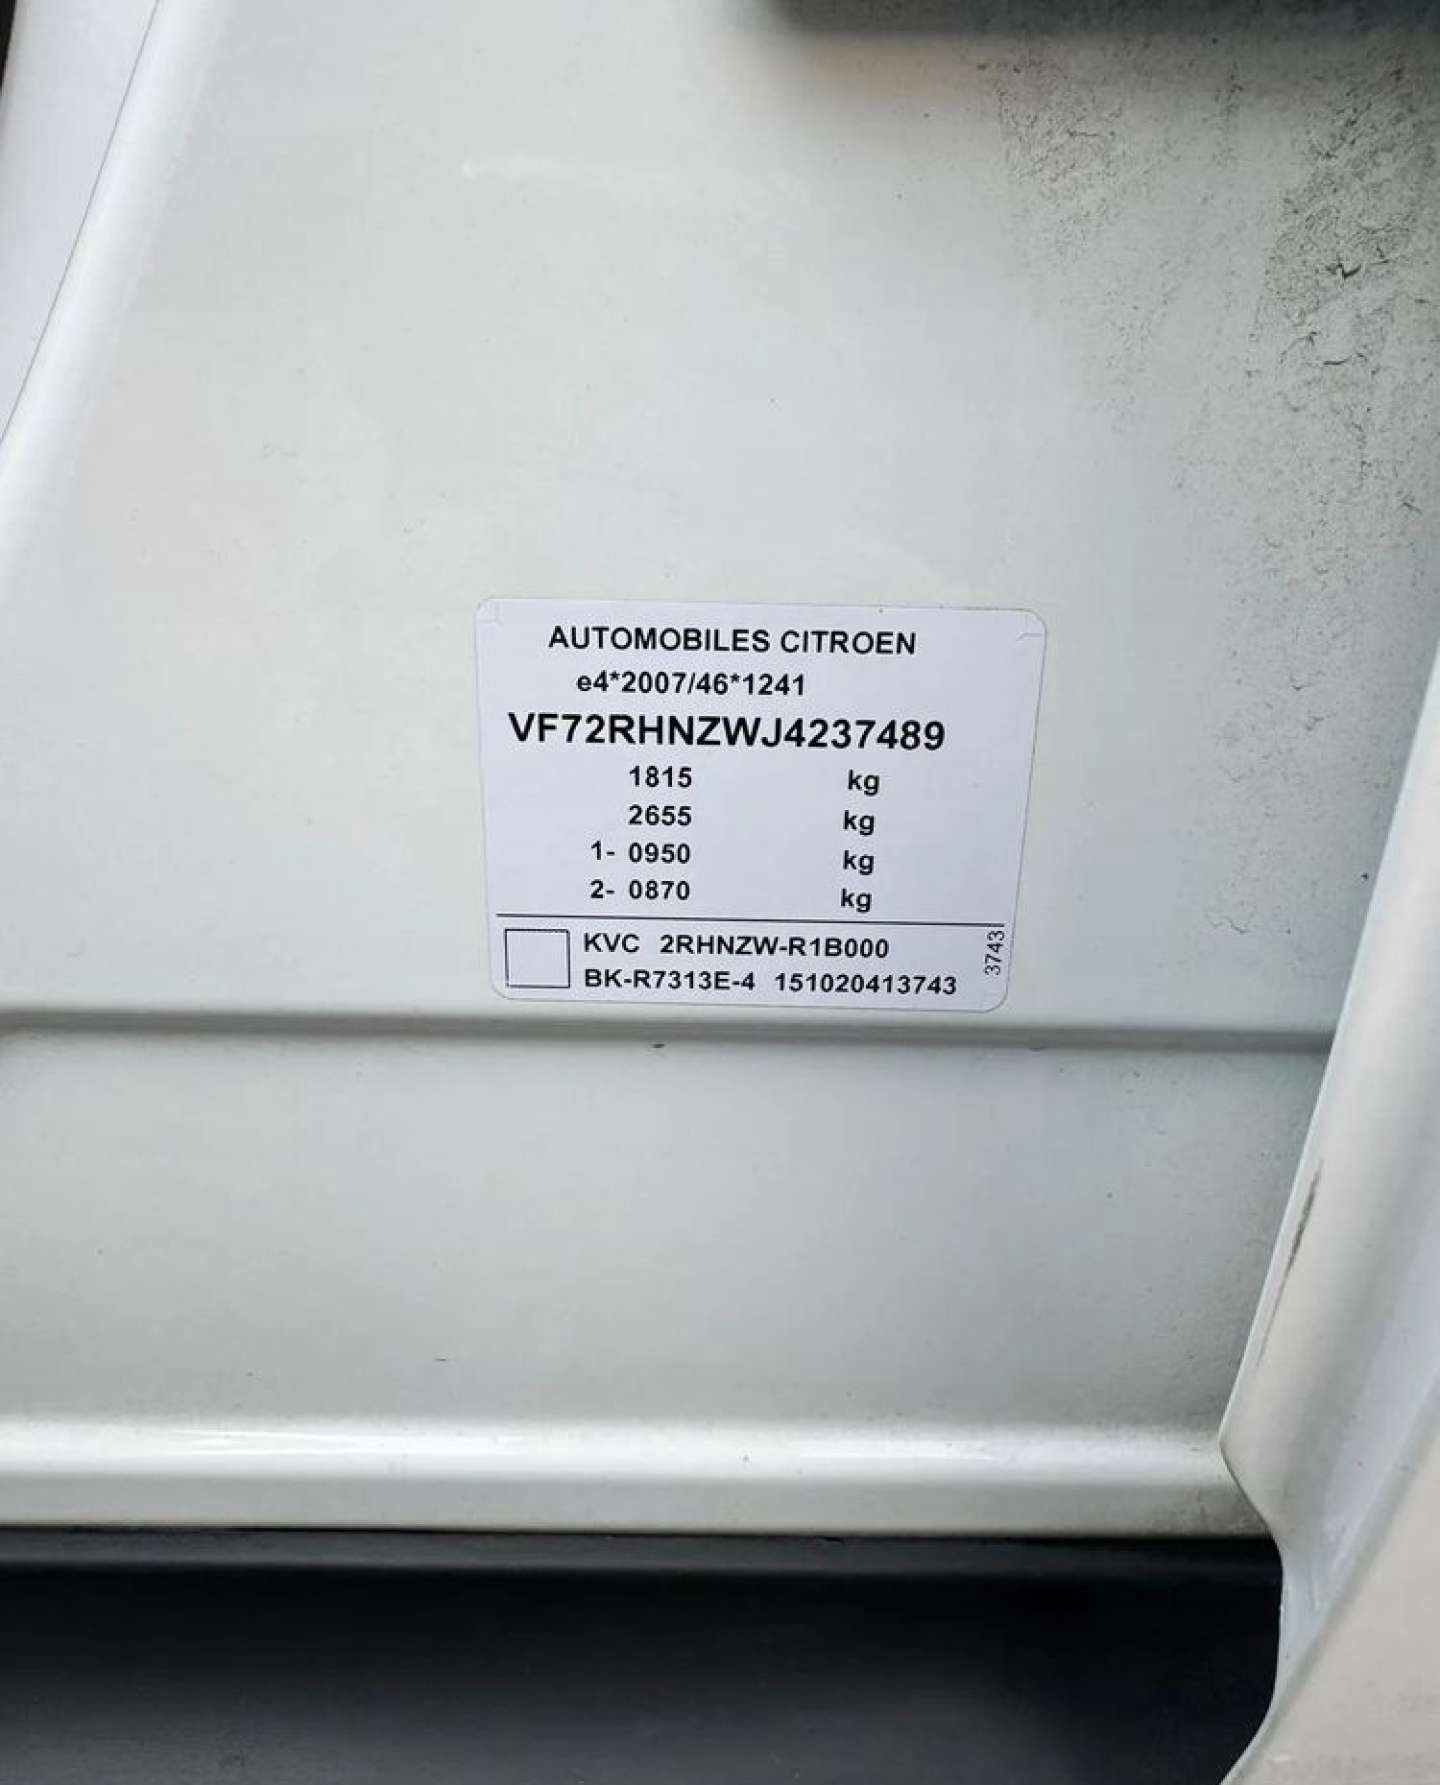 AUTOMOBILES CITROEN
e4*2007/46*1241
VF72RHNZWJ4237489
1815 kg
2655 kg
1- 0950 kg
2- 0870 kg
KVC 2RHNZW-R1B000
BK-R7313E-4 151020413743
3743